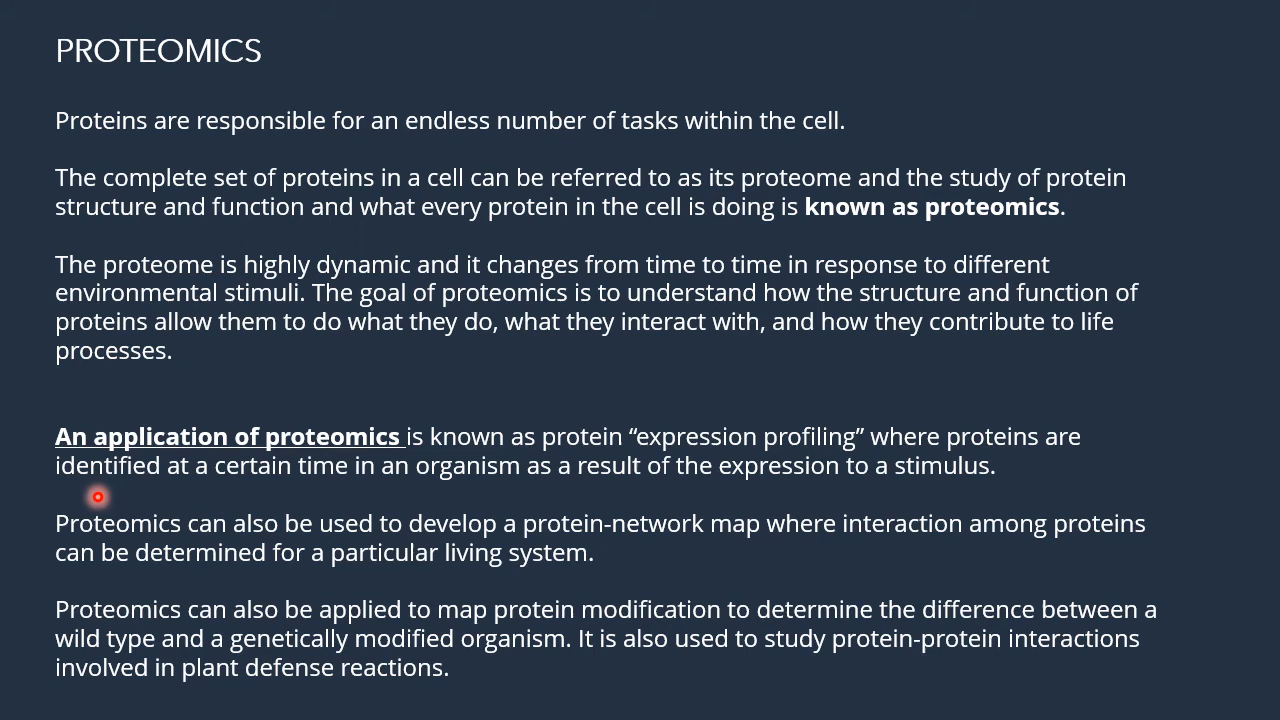 PROTEOMICS
Proteins are responsible for an endless number of tasks within the cell.
The complete set of proteins in a cell can be referred to as its proteome and the study of protein
structure and function and what every protein in the cell is doing is known as proteomics.
The proteome is highly dynamic and it changes from time to time in response to different
environmental stimuli. The goal of proteomics is to understand how the structure and function of
proteins allow them to do what they do, what they interact with, and how they contribute to life
processes.
An application of proteomics is known as protein “expression profiling” where proteins are
identified at a certain time in an organism as a result of the expression to a stimulus.
Proteomics can also be used to develop a protein-network map where interaction among proteins
can be determined for a particular living system.
Proteomics can also be applied to map protein modification to determine the difference between a
wild type and a genetically modified organism. It is also used to study protein-protein interactions
involved in plant defense reactions.